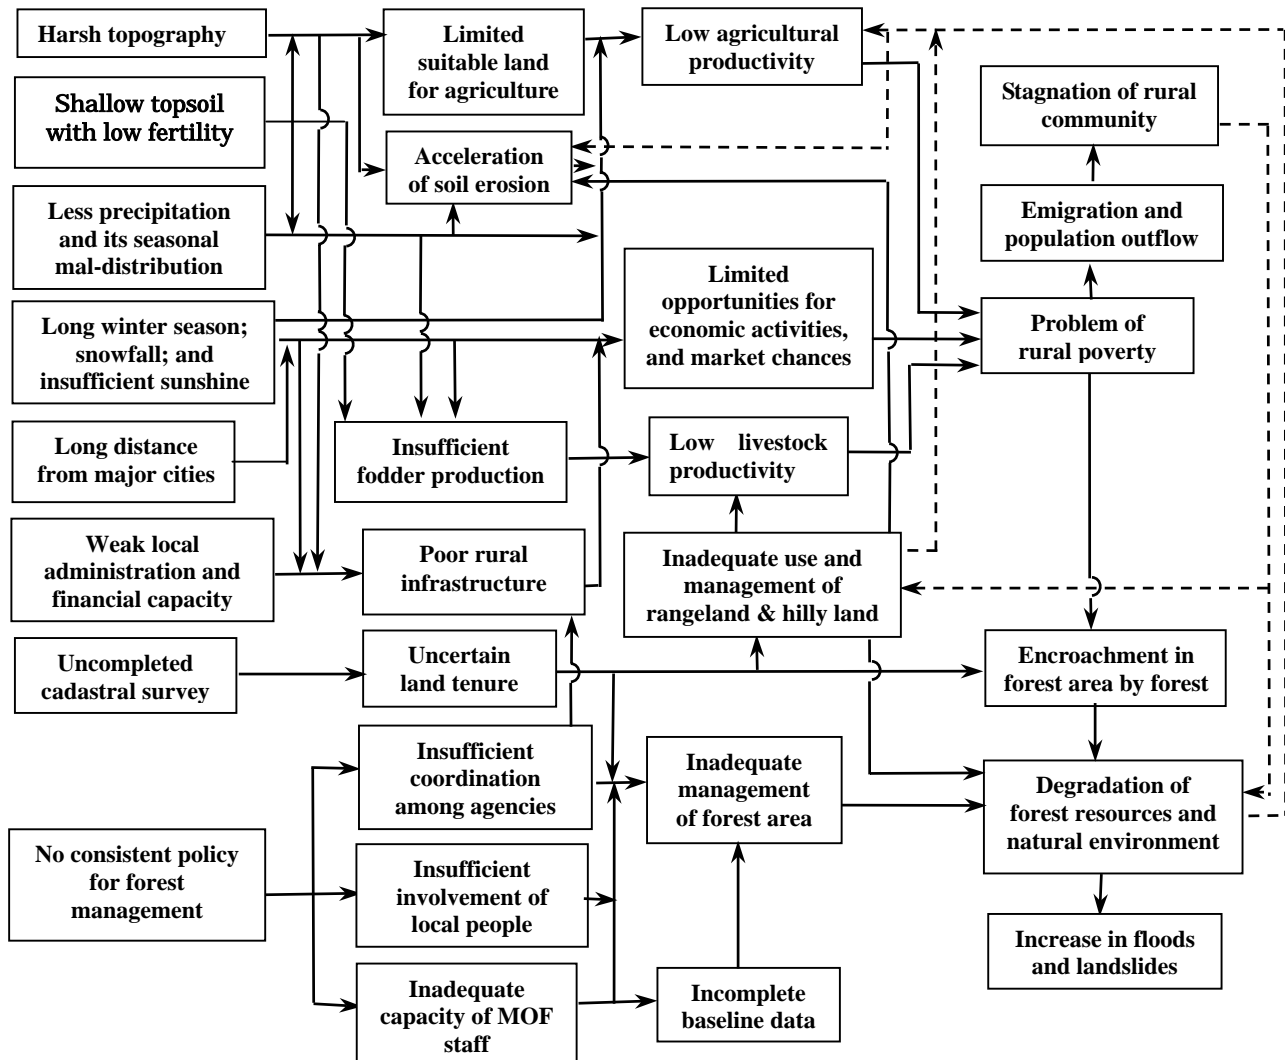 Harsh topography
Limited
suitable land
for agriculture
Low agricultural
productivity
Shallow topsoil
with low fertility
Stagnation of rural
community
Acceleration
of soil erosion
Less precipitation
and its seasonal
mal-distribution
Emigration and
population outflow
Limited
opportunities for
economic activities,
and market chances
Long winter season;
snowfall; and
insufficient sunshine
Problem of
rural poverty
Long distance
from major cities
Insufficient
fodder production
Low livestock
productivity
Weak local
administration and
financial capacity
Poor rural
infrastructure
Inadequate use and
management of
rangeland & hilly land
Uncompleted
cadastral survey
Uncertain
land tenure
Encroachment in
forest area by forest
Insufficient
coordination
among agencies
Inadequate
management
of forest area
Degradation of
forest resources and
natural environment
No consistent policy
for forest
management
Insufficient
involvement of
local people
Increase in floods
and landslides
Inadequate
capacity of MOF
staff
Incomplete
baseline data